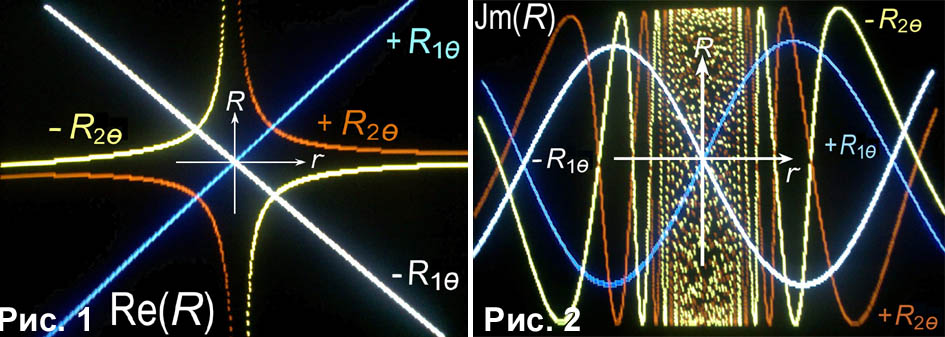 +R1θ
R
-R2θ
+R2θ
r
-R1θ
Рис. 1
Re(R)
Jm(R)
-R2θ
R
-R1θ
+R1θ
r
Рис. 2
+R2θ